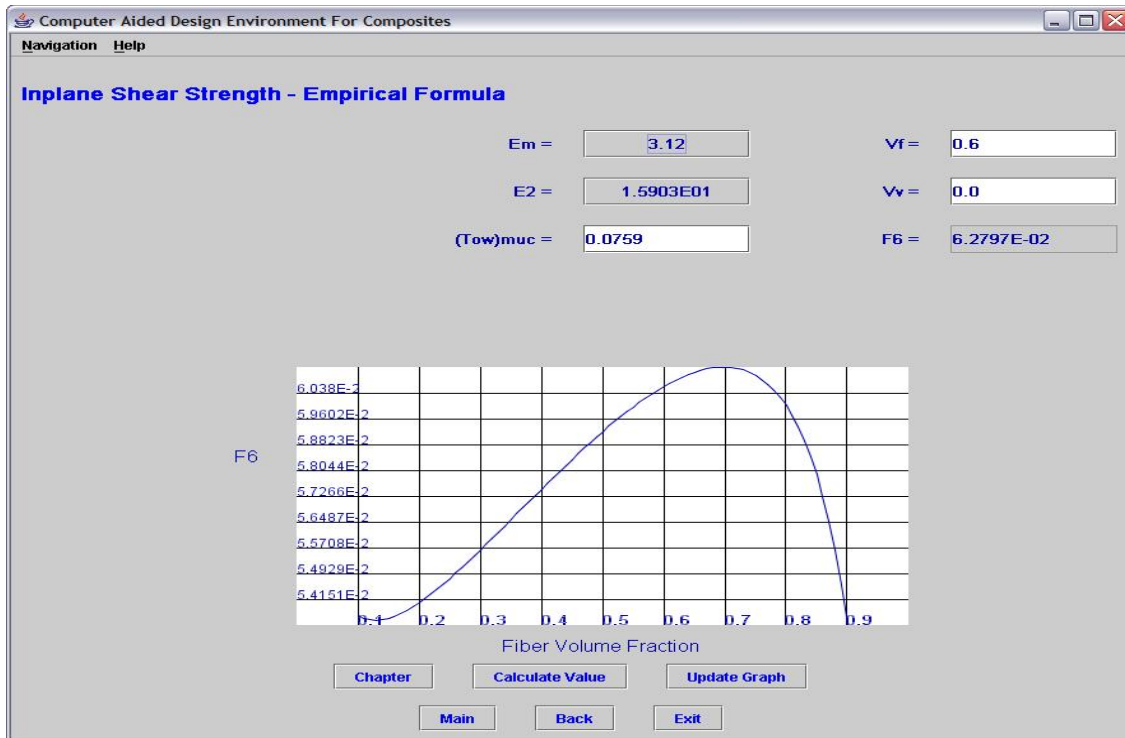 Computer Aided Design Environment For Composites
Navigation Help
Inplane Shear Strength - Empirical Formula
Em = 3.12 Vf = 0.6
E2 = 1.5903E01 Vv = 0.0
(Tow)muc = 0.0759 F6 = 6.2797E-02
6.038E-2
5.9602E-2
5.8823E-2
F6
5.8044E-2
5.7266E-2
5.6487E-2
5.5708E-2
5.4929E-2
5.4151E-2
0.1 0.2 0.3 0.4 0.5 0.6 0.7 0.8 0.9
Fiber Volume Fraction
Chapter Calculate Value Update Graph
Main Back Exit